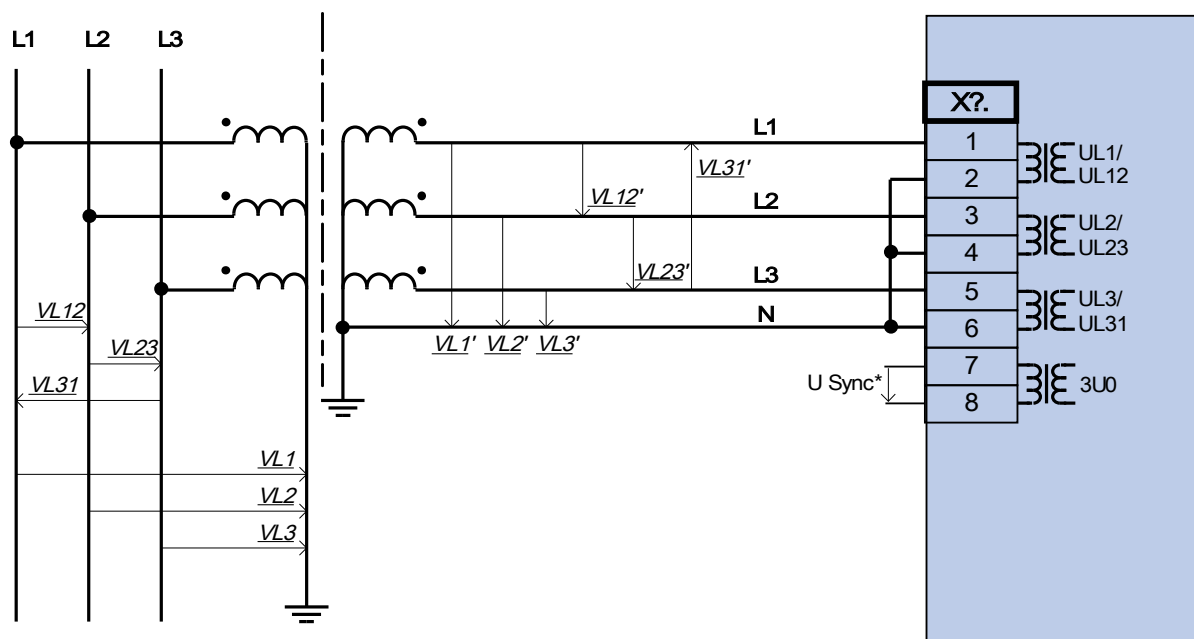 L1 L2 L3
X?.
L1
1
UL1/
UL12
VL31'
2
VL12'
L2
3
UL2/
UL23
4
VL23'
L3
5
UL3/
UL31
VL12
N
6
VL1' VL2' VL3'
VL23
7
U Sync*
3U0
VL31
8
VL1
VL2
VL3